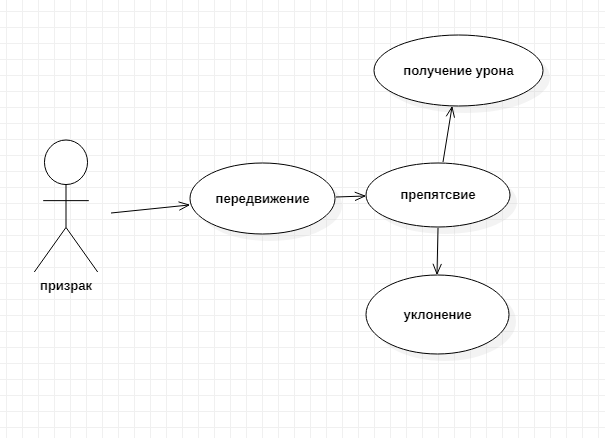 получение урона
передвижение
препятсвие
призрак
уклонение